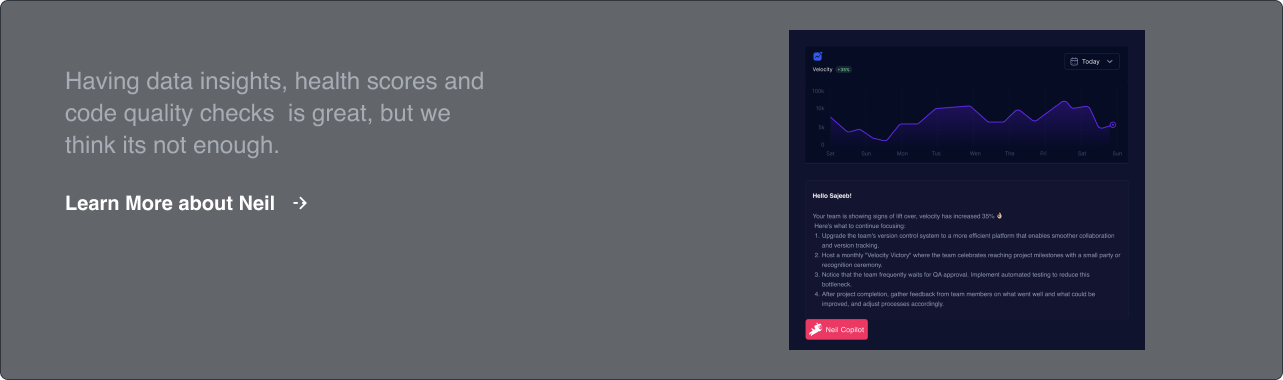 Having data insights, health scores and
code quality checks  is great, but we
think its not enough.
Learn More about Neil
Velocity +35%
Today
100k
10k
5k
0
Sat Sun Mon Tue Wen The Fri Sat Sun
Hello Sajeeb!
Your team is showing signs of lift over, velocity has increased 35% 👌🏼
Here's what to continue focusing:
1. Upgrade the team's version control system to a more efficient platform that enables smoother collaboration
and version tracking.
2. Host a monthly "Velocity Victory" where the team celebrates reaching project milestones with a small party or
recognition ceremony.
3. Notice that the team frequently waits for QA approval. Implement automated testing to reduce this
bottleneck.
4. After project completion, gather feedback from team members on what went well and what could be
improved, and adjust processes accordingly.
Neil Copilot